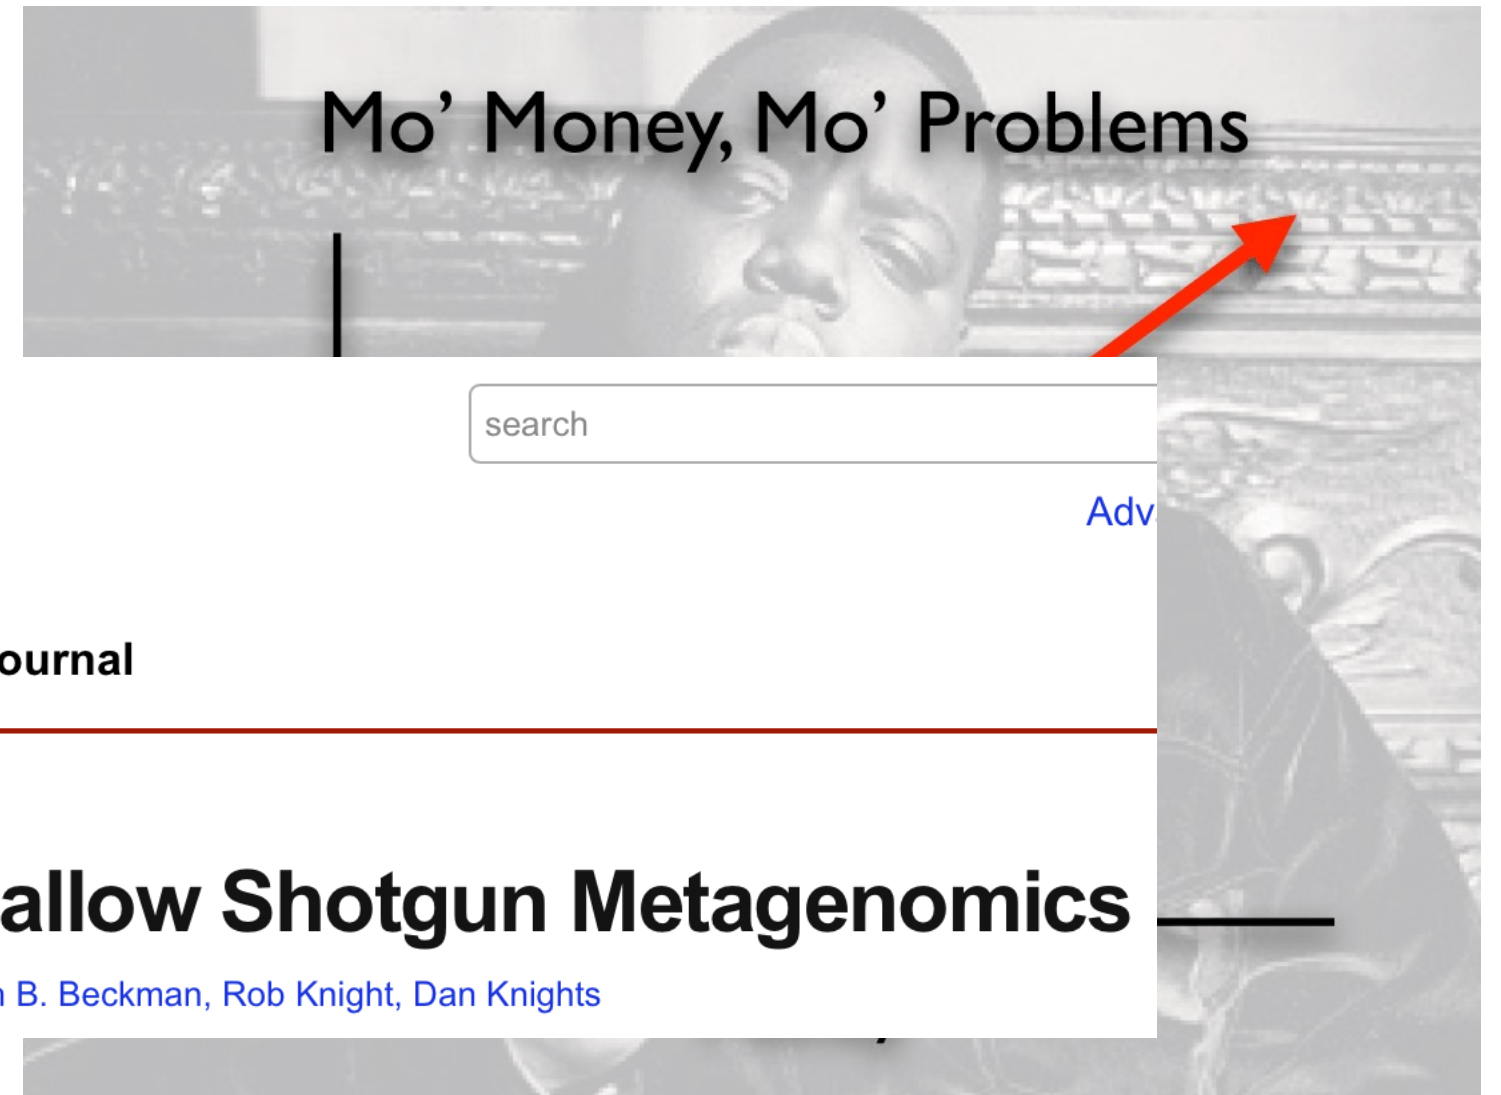 Mo’ Money, Mo’ Problems
search
Adv
ournal
allow Shotgun Metagenomics
B. Beckman, Rob Knight, Dan Knights